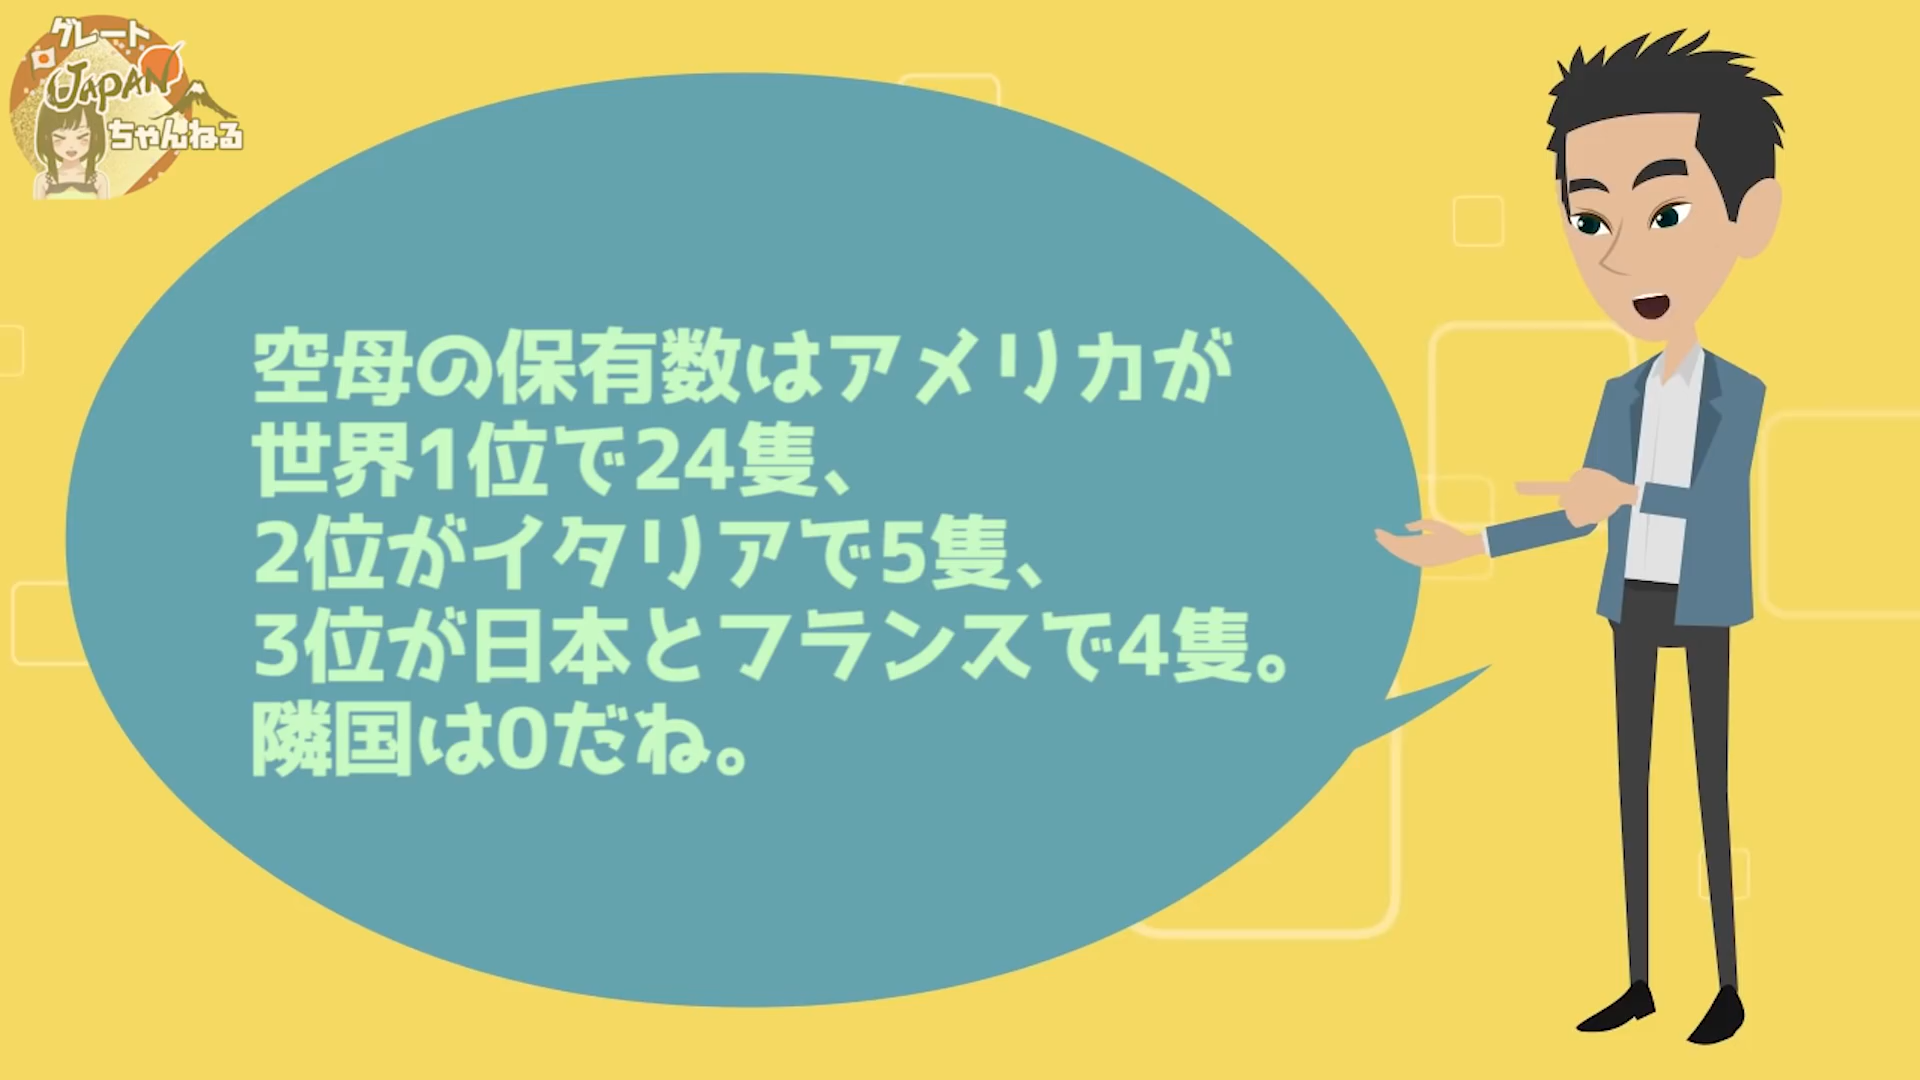 グレート
JAPAN
ちゃんねる
空母の保有数はアメリカが
世界1位で24隻、
2位がイタリアで5隻、
3位が日本とフランスで4隻。
隣国は0だね。